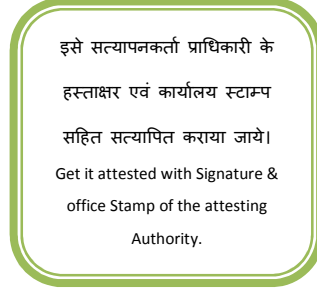 इसे सत्यापनकर्ता प्राधिकारी के
हस्ताक्षर एवं कार्यालय स्टाम्प
सहित सत्यापित कराया जाये।
Get it attested with Signature &
office Stamp of the attesting
Authority.